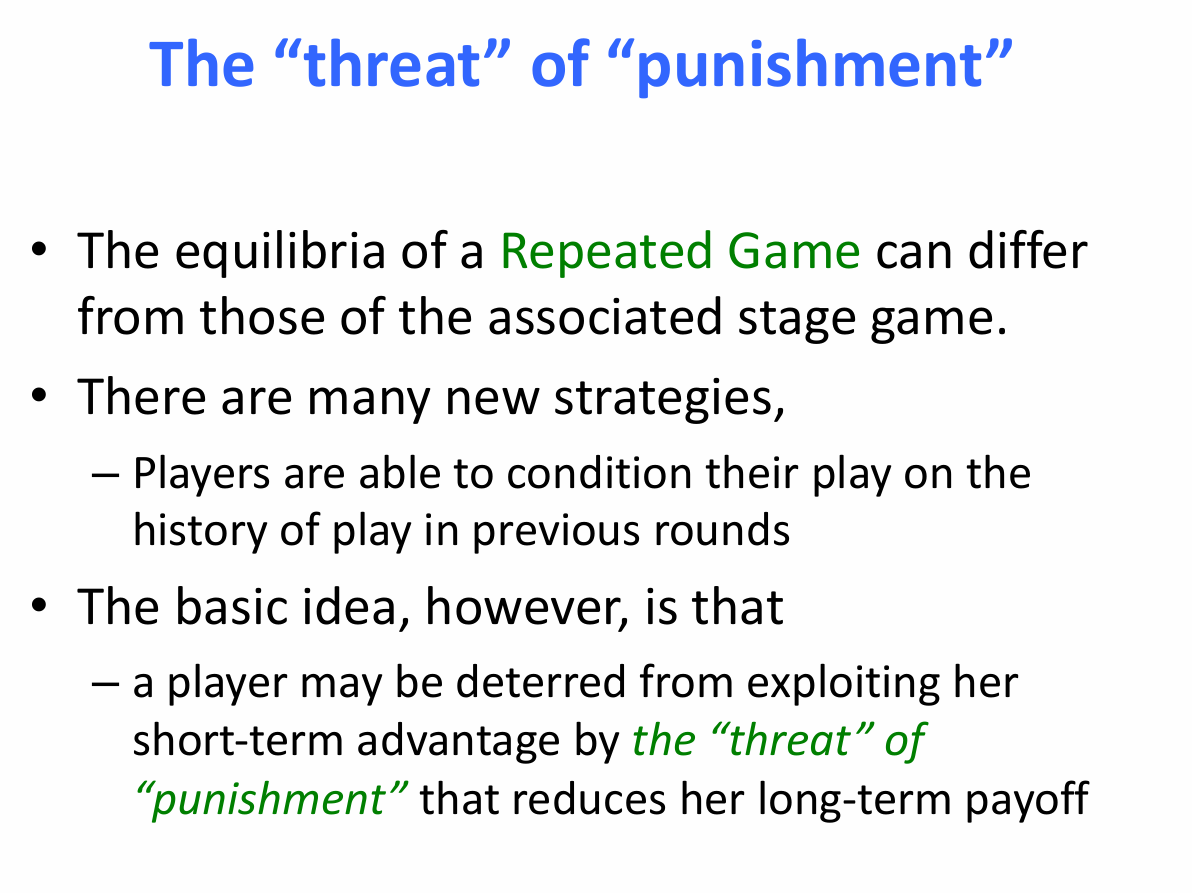 The “threat” of “punishment”
• The equilibria of a Repeated Game can differ
from those of the associated stage game.
• There are many new strategies,
– Players are able to condition their play on the
history of play in previous rounds
• The basic idea, however, is that
– a player may be deterred from exploiting her
short-term advantage by the “threat” of
“punishment” that reduces her long-term payoff